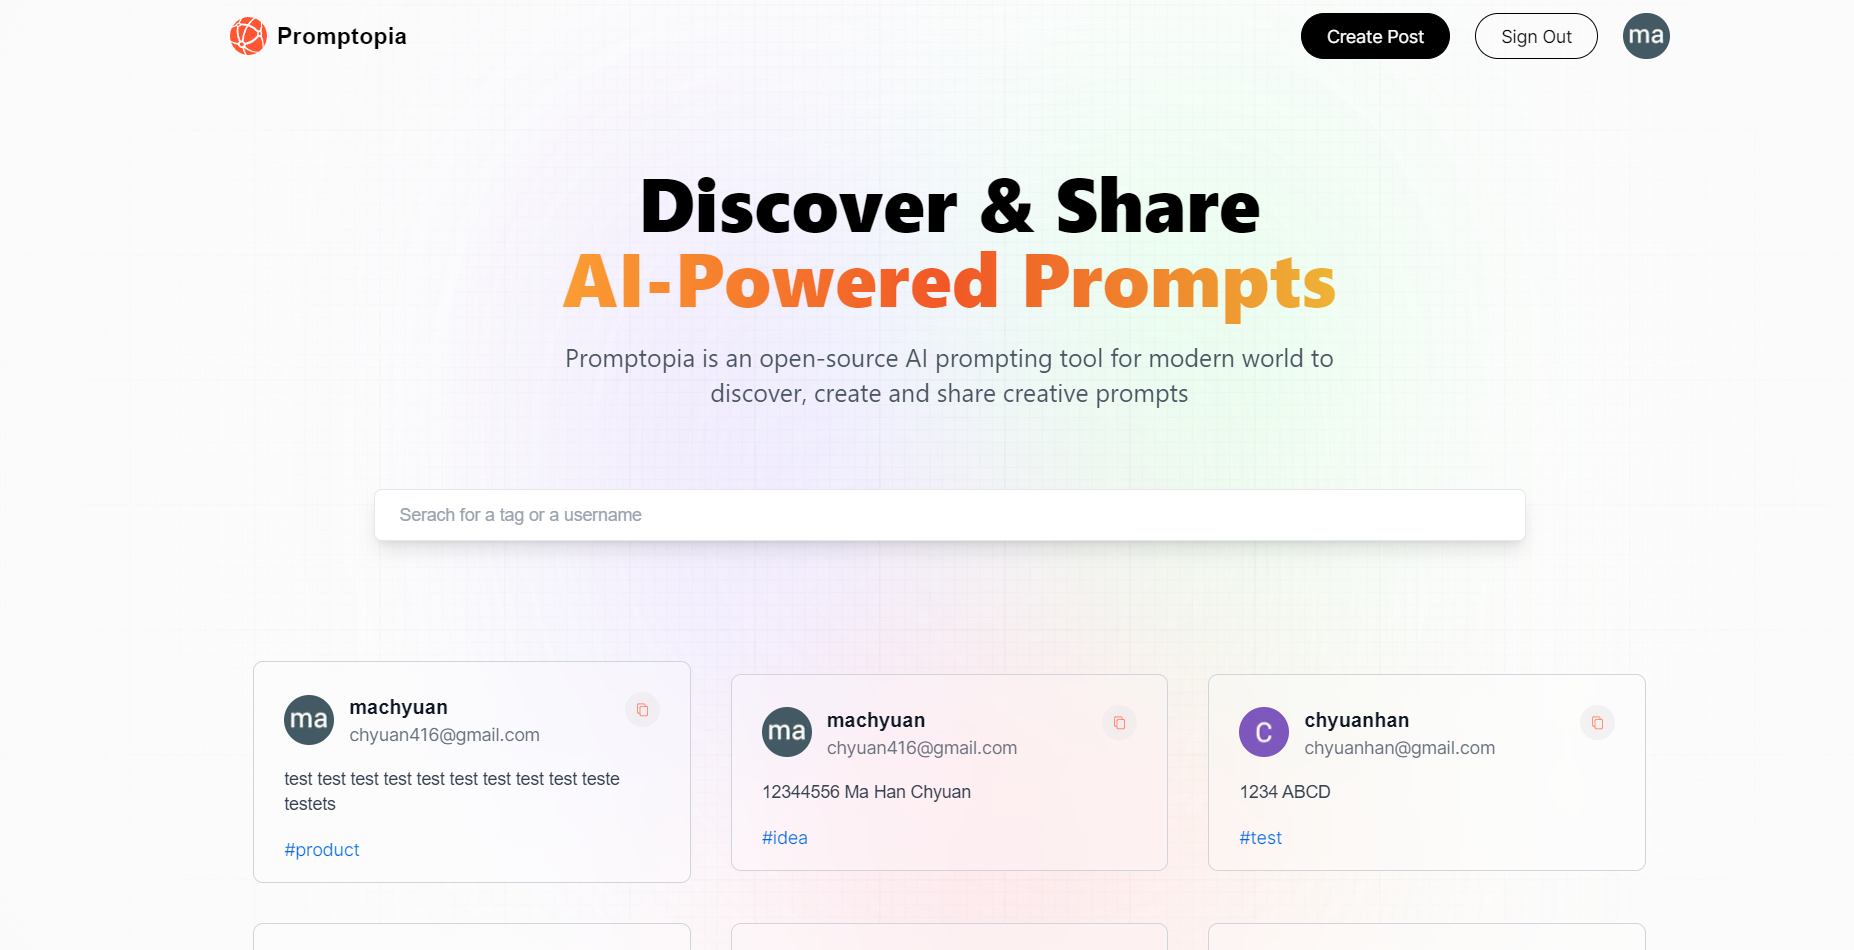 Promptopia
Create Post
Sign Out
ma
Discover & Share
AI-Powered Prompts
Promptopia is an open-source AI prompting tool for modern world to
discover, create and share creative prompts
Serach for a tag or a username
ma
machyuan
chyuan416@gmail.com
test test test test test test test test test teste
testets
#product
ma
machyuan
chyuan416@gmail.com
12344556 Ma Han Chyuan
#idea
C
chyuanhan
chyuanhan@gmail.com
1234 ABCD
#test